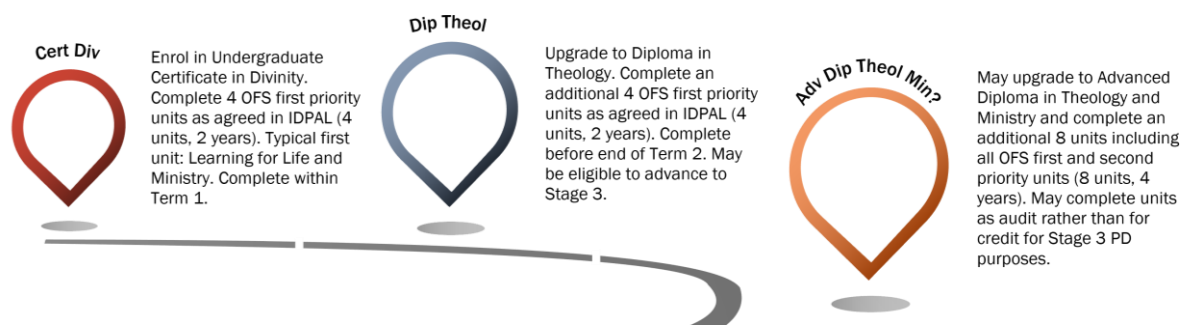 Cert Div
Enrol in Undergraduate
Certificate in Divinity.
Complete 4 OFS first priority
units as agreed in IDPAL (4
units, 2 years). Typical first
unit: Learning for Life and
Ministry. Complete within
Term 1.
Dip Theol
Upgrade to Diploma in
Theology. Complete an
additional 4 OFS first priority
units as agreed in IDPAL (4
units, 2 years). Complete
before end of Term 2. May
be eligible to advance to
Stage 3.
Adv Dip Theol Min?
May upgrade to Advanced
Diploma in Theology and
Ministry and complete an
additional 8 units including
all OFS first and second
priority units (8 units, 4
years). May complete units
as audit rather than for
credit for Stage 3 PD
purposes.